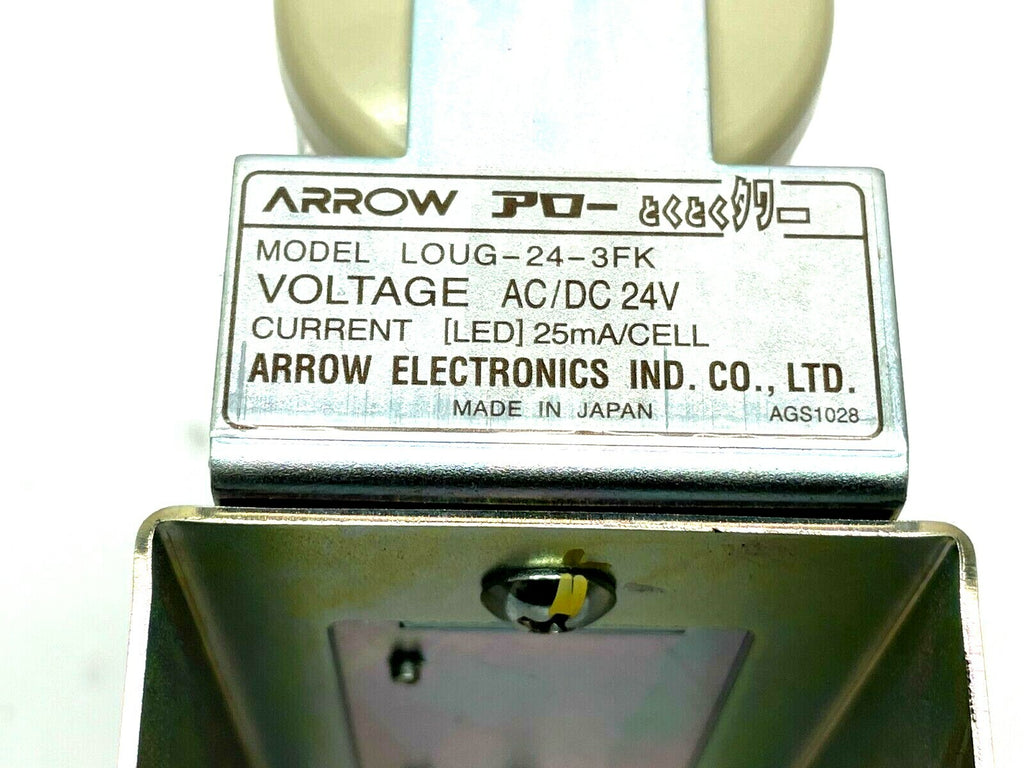 ARROW アロー とくとくタワー
MODEL LOUG-24-3FK
VOLTAGE AC/DC 24V
CURRENT [LED] 25mA/CELL
ARROW ELECTRONICS IND. CO., LTD.
MADE IN JAPAN AGS1028